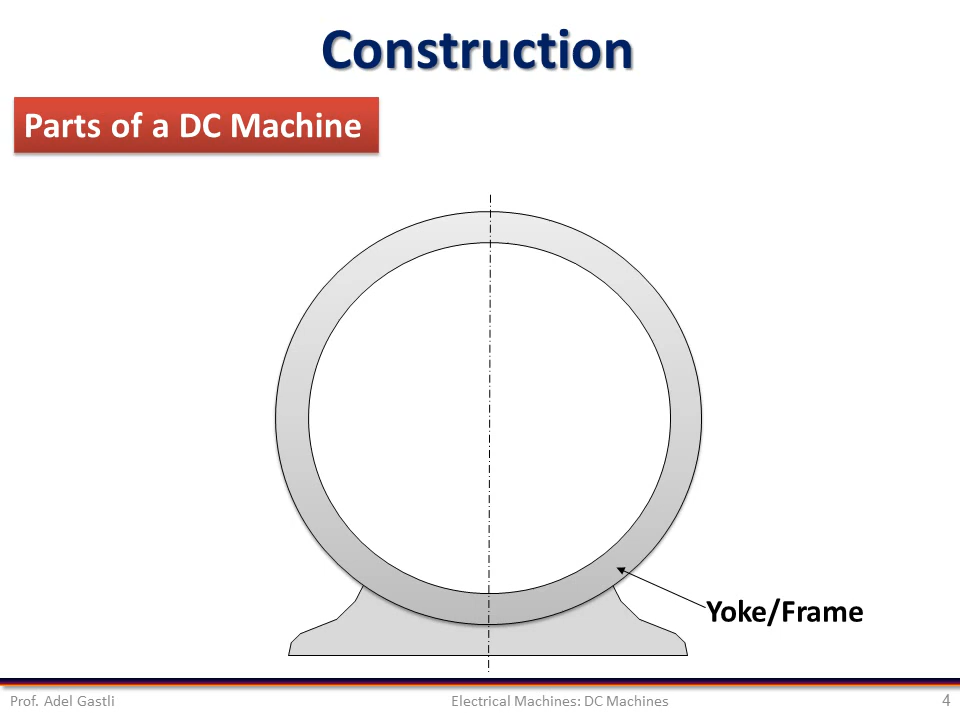 Construction
Parts of a DC Machine
Yoke/Frame
Prof. Adel Gastli
Electrical Machines: DC Machines
4